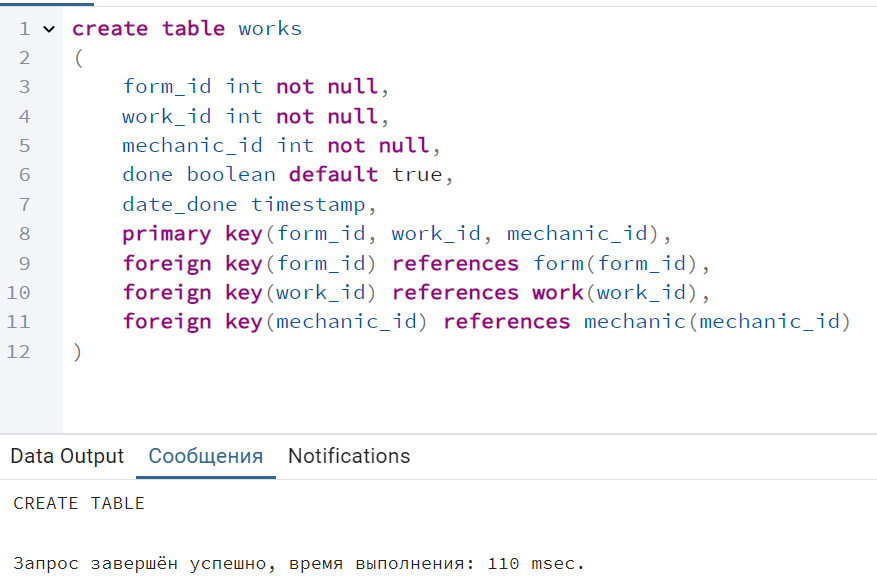 1 create table works
2 (
3 form_id int not null,
4 work_id int not null,
5 mechanic_id int not null,
6 done boolean default true,
7 date_done timestamp,
8 primary key(form_id, work_id, mechanic_id),
9 foreign key(form_id) references form(form_id),
10 foreign key(work_id) references work(work_id),
11 foreign key(mechanic_id) references mechanic(mechanic_id)
12 )
Data Output Сообщения Notifications
CREATE TABLE
Запрос завершён успешно, время выполнения: 110 msec.